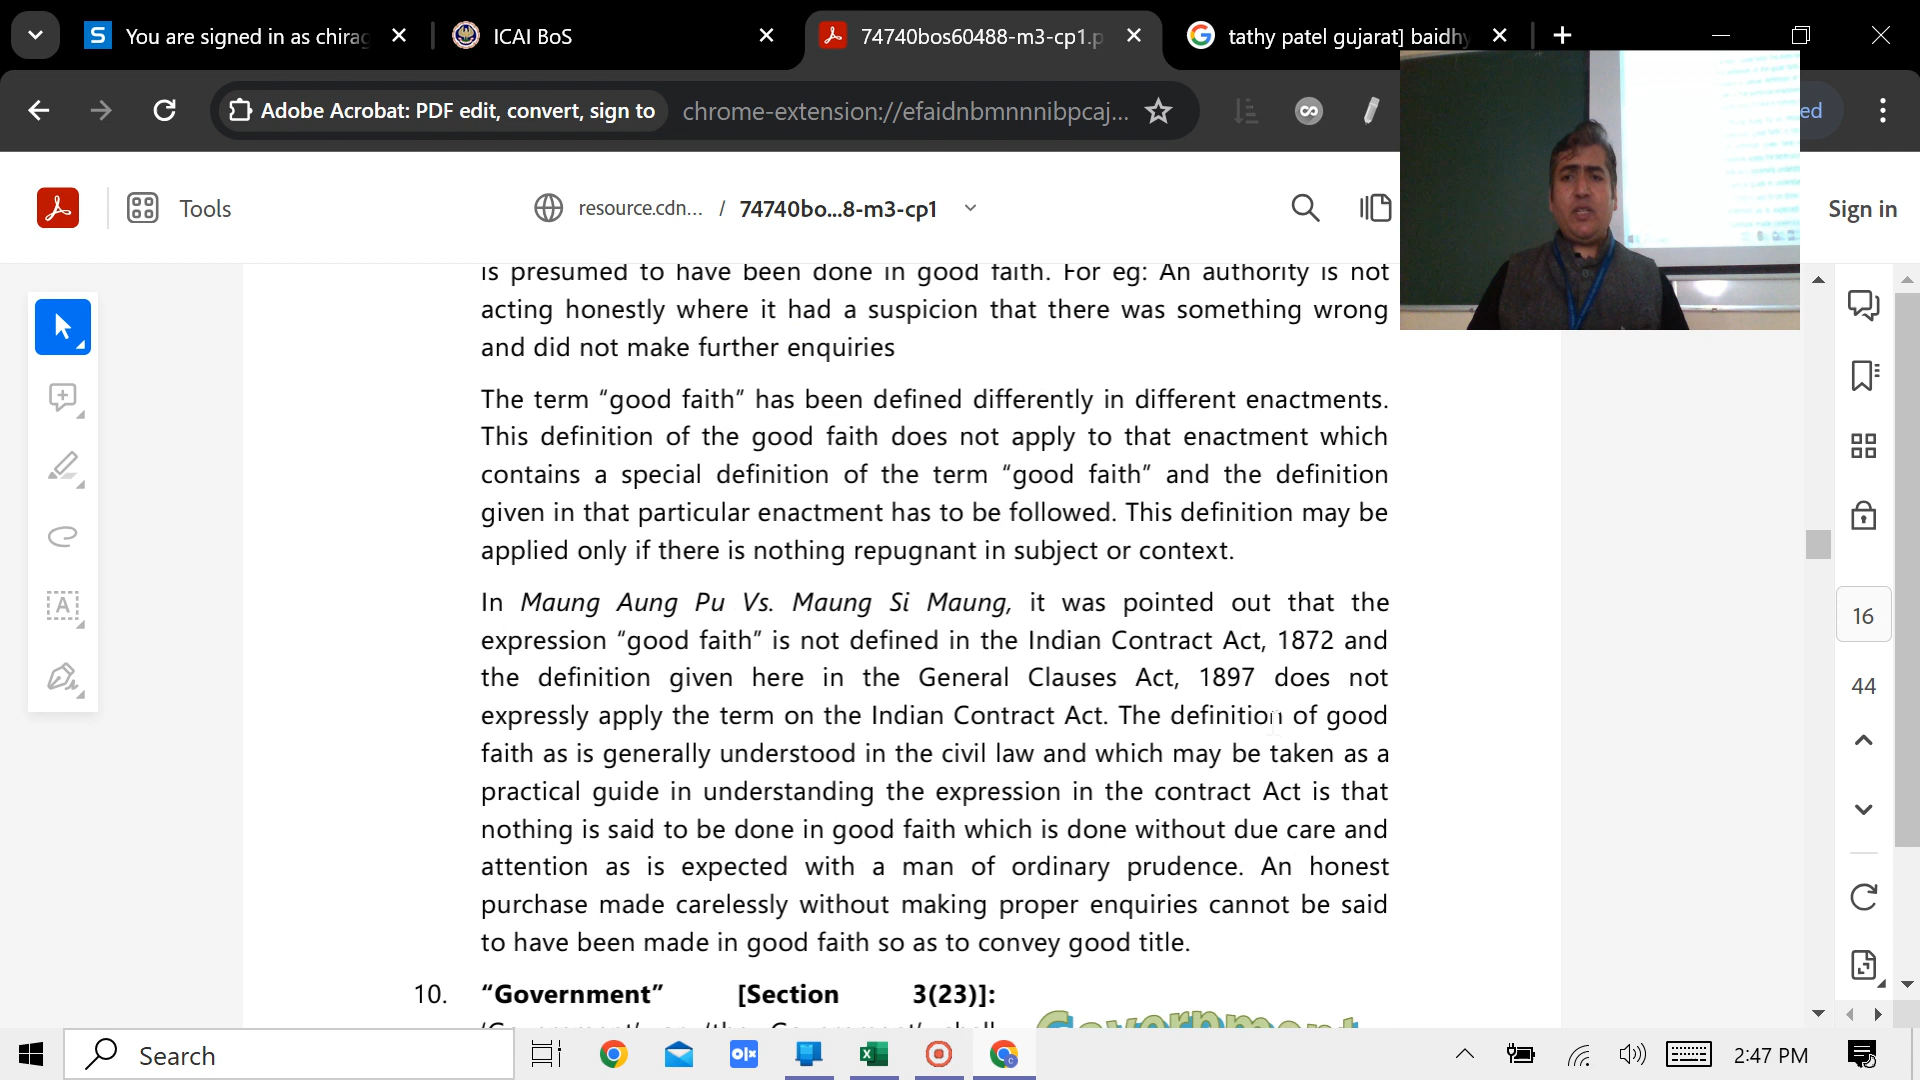 You are signed in as chirag
ICAI BoS
74740bos60488-m3-cp1.p
tathy patel gujarat] baidhy
Adobe Acrobat: PDF edit, convert, sign to
chrome-extension://efaidnbmnnnibpcaj...
ed
Tools
resource.cdn... / 74740bo...8-m3-cp1
Sign in
is presumed to have been done in good faith. For eg: An authority is not
acting honestly where it had a suspicion that there was something wrong
and did not make further enquiries
The term “good faith” has been defined differently in different enactments.
This definition of the good faith does not apply to that enactment which
contains a special definition of the term “good faith” and the definition
given in that particular enactment has to be followed. This definition may be
applied only if there is nothing repugnant in subject or context.
In Maung Aung Pu Vs. Maung Si Maung, it was pointed out that the
expression “good faith” is not defined in the Indian Contract Act, 1872 and
the definition given here in the General Clauses Act, 1897 does not
expressly apply the term on the Indian Contract Act. The definition of good
faith as is generally understood in the civil law and which may be taken as a
practical guide in understanding the expression in the contract Act is that
nothing is said to be done in good faith which is done without due care and
attention as is expected with a man of ordinary prudence. An honest
purchase made carelessly without making proper enquiries cannot be said
to have been made in good faith so as to convey good title.
10. “Government” [Section 3(23)]:
Government
16
44
Search
olx
2:47 PM